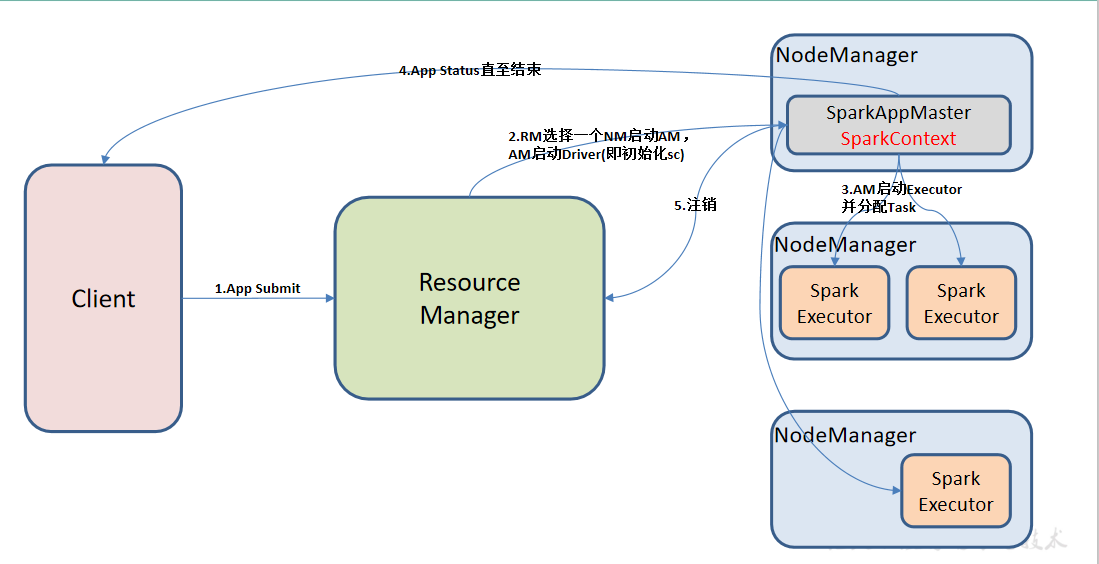 NodeManager
4.App Status直至结束
SparkAppMaster
SparkContext
2.RM选择一个NM启动AM，
AM启动Driver(即初始化sc)
3.AM启动Executor
并分配Task
5.注销
NodeManager
Client
1.App Submit
Resource
Manager
Spark
Executor
Spark
Executor
NodeManager
Spark
Executor
技术